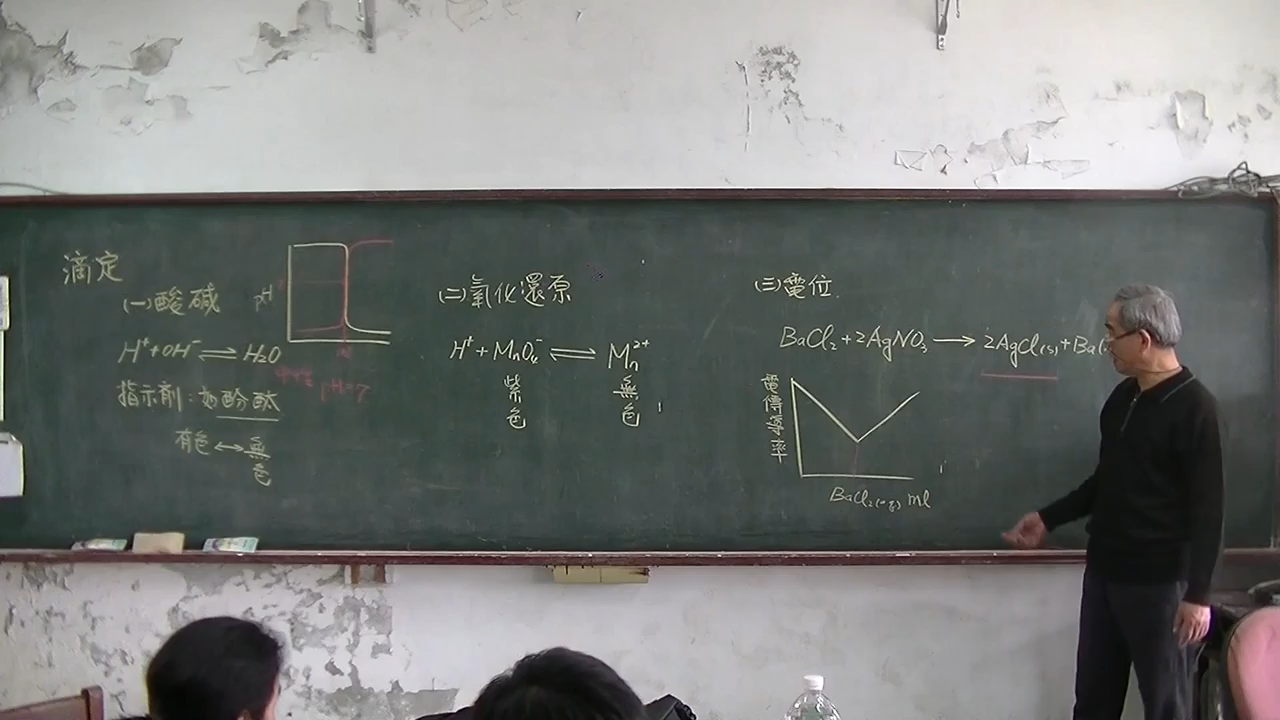 滴定
(一)酸碱
pH
H⁺+OH⁻⇌H₂O
中性 pH=7
指示劑:如酚酞
有色↔無色
(二)氧化還原
H⁺+MnO₄⁻⇌Mn²⁺
紫色
無色
(三)電位
BaCl₂+2AgNO₃→2AgCl(s)+Ba(
電傳導率
BaCl₂(aq) ml